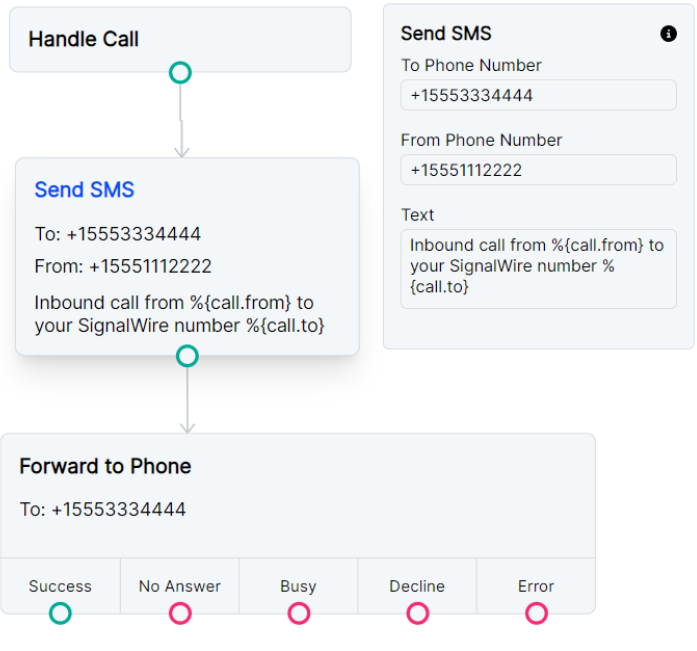 Handle Call
Send SMS
To: +15553334444
From: +15551112222
Inbound call from %{call.from} to
your SignalWire number %{call.to}
Forward to Phone
To: +15553334444
Success
No Answer
Busy
Decline
Error
Send SMS
To Phone Number
+15553334444
From Phone Number
+15551112222
Text
Inbound call from %{call.from} to
your SignalWire number %
{call.to}